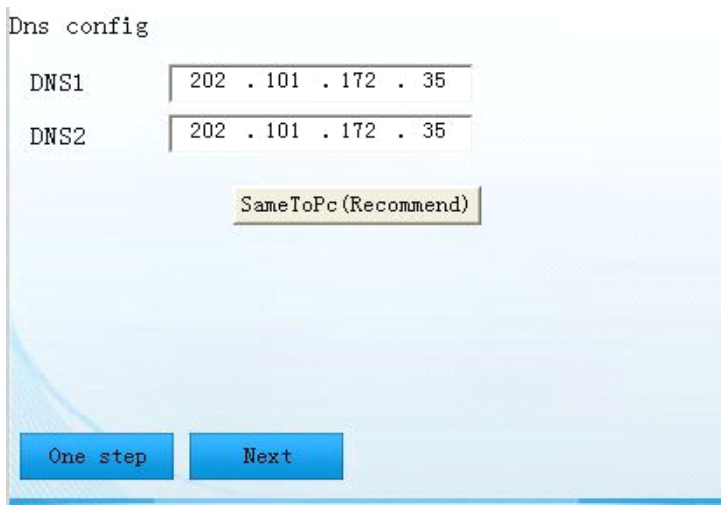 Dns config
DNS1 202 . 101 . 172 . 35
DNS2 202 . 101 . 172 . 35
SameToPc(Recommend)
One step Next